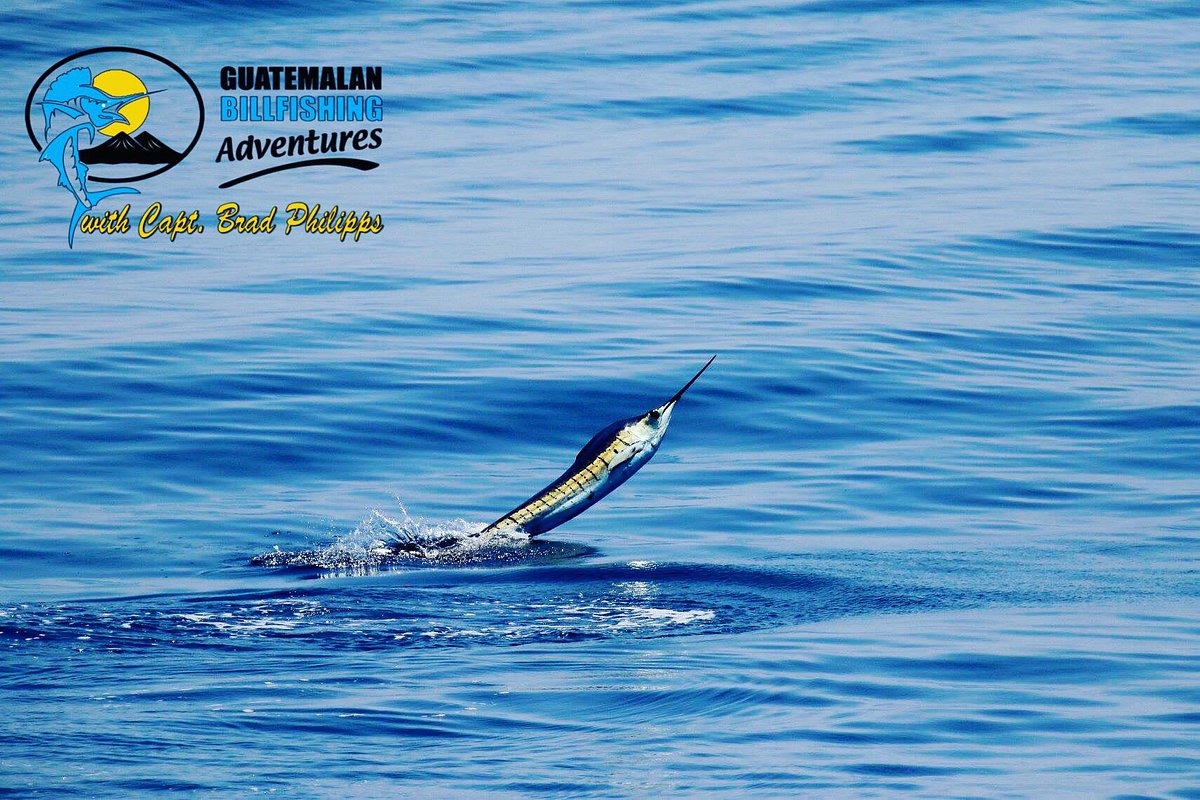 GUATEMALAN
BILLFISHING
Adventures
with Capt. Brad Philipps